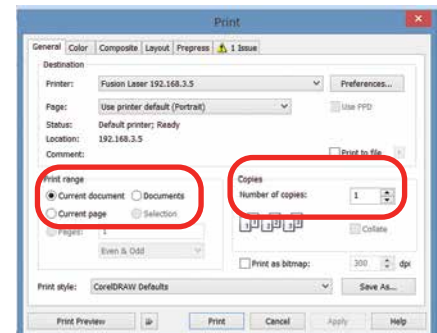 Print
General Color Composite Layout Prepress 1 Issue
Destination
Printer: Fusion Laser 192.168.3.5 Preferences...
Page: Use printer default (Portrait) Use PPD
Status: Default printer; Ready
Location: 192.168.3.5
Comment: Print to file
Print range Copies
Current document Documents Number of copies: 1
Current page Selection
Pages: 1 Collate
Even & Odd Print as bitmap: 300 dpi
Print style: CorelDRAW Defaults Save As...
Print Preview Print Cancel Apply Help